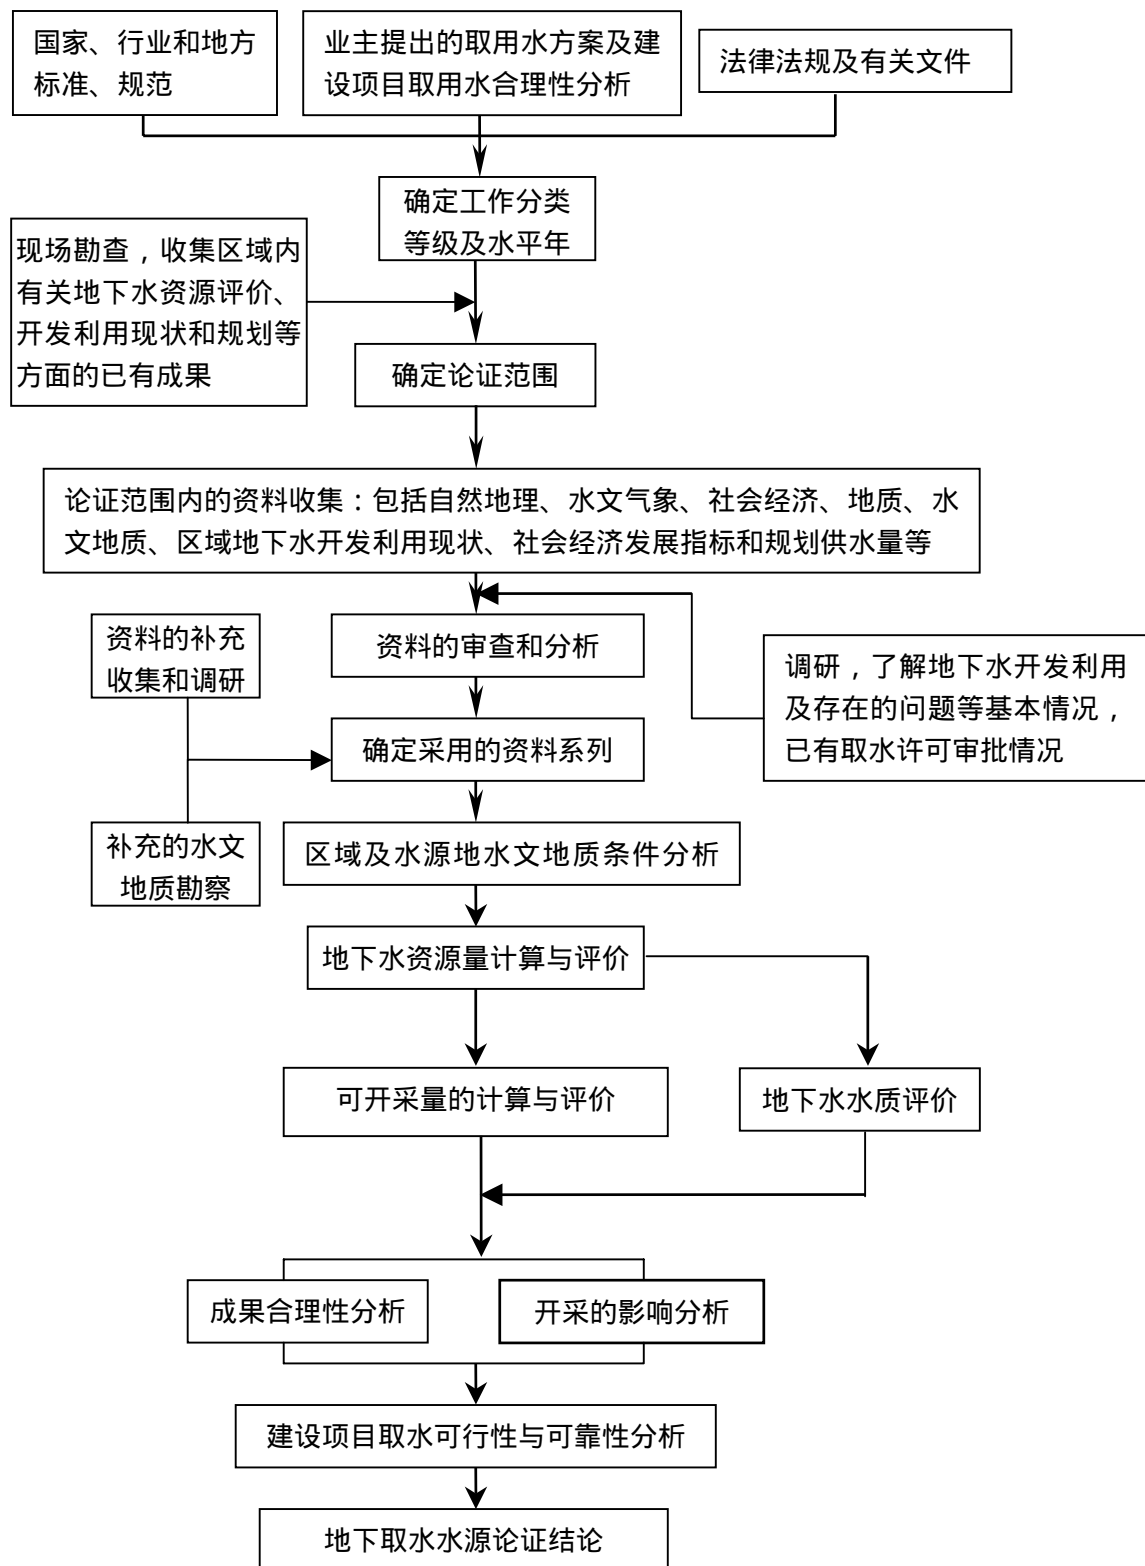 国家、行业和地方
标准、规范
业主提出的取用水方案及建
设项目取用水合理性分析
法律法规及有关文件
确定工作分类
等级及水平年
现场勘查，收集区域内
有关地下水资源评价、
开发利用现状和规划等
方面的已有成果
确定论证范围
论证范围内的资料收集：包括自然地理、水文气象、社会经济、地质、水
文地质、区域地下水开发利用现状、社会经济发展指标和规划供水量等
资料的补充
收集和调研
资料的审查和分析
调研，了解地下水开发利用
及存在的问题等基本情况，
已有取水许可审批情况
确定采用的资料系列
补充的水文
地质勘察
区域及水源地水文地质条件分析
地下水资源量计算与评价
可开采量的计算与评价
地下水水质评价
成果合理性分析
开采的影响分析
建设项目取水可行性与可靠性分析
地下取水水源论证结论